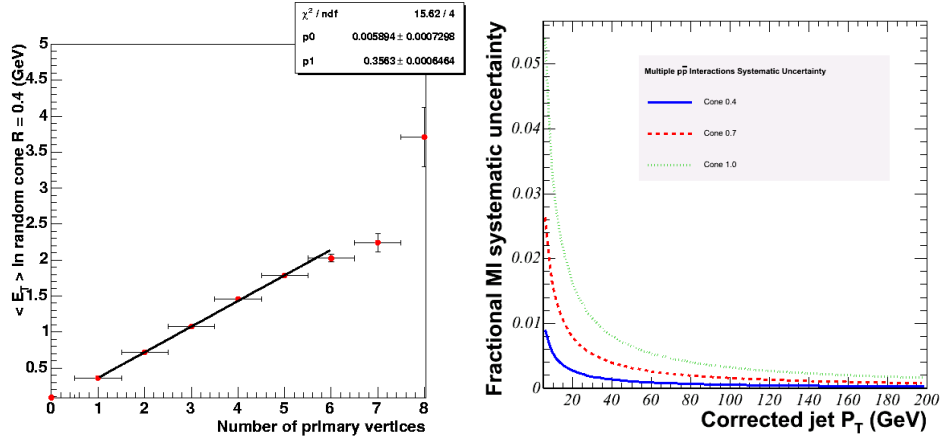 χ² / ndf 15.62 / 4
p0 0.005894 ± 0.0007298
p1 0.3563 ± 0.0006464
< E_T > in random cone R = 0.4 (GeV)
5
4.5
4
3.5
3
2.5
2
1.5
1
0.5
0 1 2 3 4 5 6 7 8
Number of primary vertices
Fractional MI systematic uncertainty
0.05
0.04
0.03
0.02
0.01
0
Multiple pp̅ Interactions Systematic Uncertainty
Cone 0.4
Cone 0.7
Cone 1.0
20 40 60 80 100 120 140 160 180 200
Corrected jet P_T (GeV)